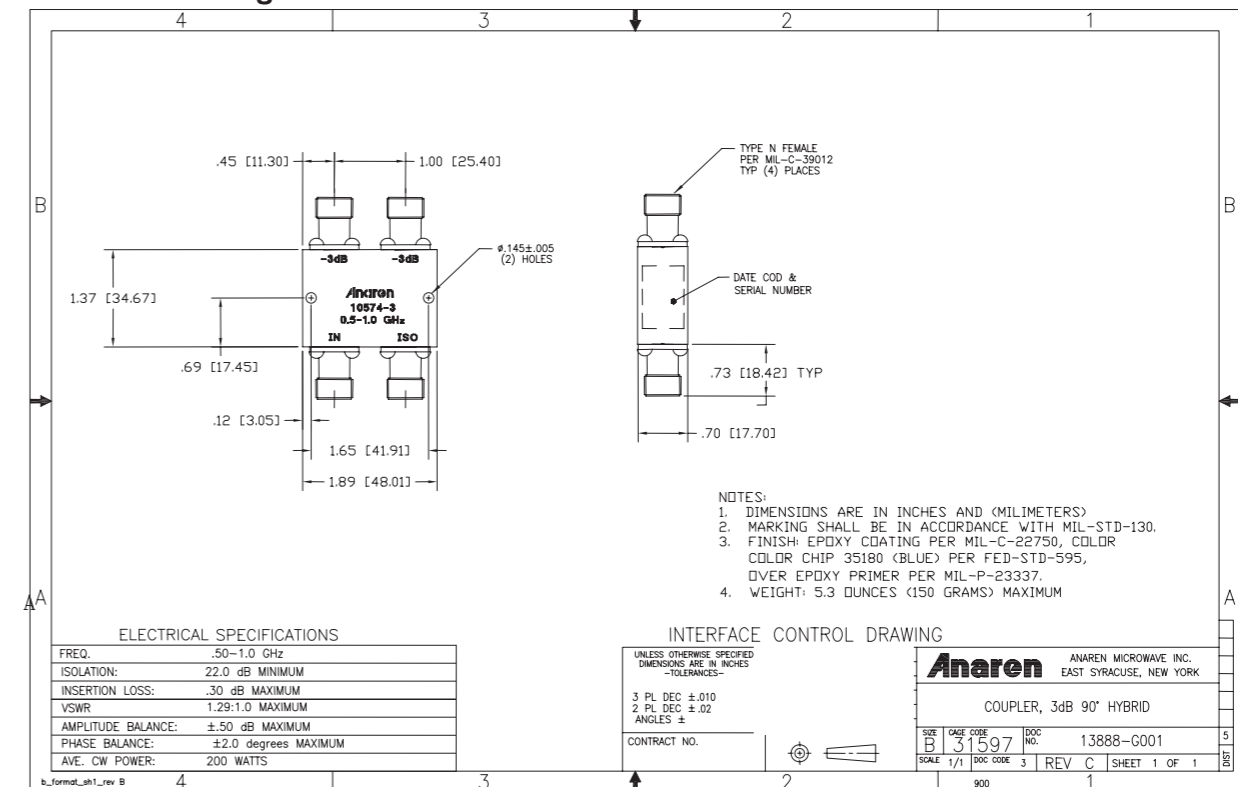 4 3 2 1
.45 [11.30] 1.00 [25.40]
TYPE N FEMALE
PER MIL-C-39012
TYP (4) PLACES
B B
-3dB -3dB
ø.145±.005
(2) HOLES
1.37 [34.67]
Anaren
10574-3
0.5-1.0 GHz
IN ISO
DATE COD &
SERIAL NUMBER
.69 [17.45]
.73 [18.42] TYP
.12 [3.05]
1.65 [41.91]
.70 [17.70]
1.89 [48.01]
NOTES:
1. DIMENSIONS ARE IN INCHES AND (MILIMETERS)
2. MARKING SHALL BE IN ACCORDANCE WITH MIL-STD-130.
3. FINISH: EPOXY COATING PER MIL-C-22750, COLOR
COLOR CHIP 35180 (BLUE) PER FED-STD-595,
OVER EPOXY PRIMER PER MIL-P-23337.
4. WEIGHT: 5.3 OUNCES (150 GRAMS) MAXIMUM
A A A
ELECTRICAL SPECIFICATIONS
FREQ. .50-1.0 GHz
ISOLATION: 22.0 dB MINIMUM
INSERTION LOSS: .30 dB MAXIMUM
VSWR 1.29:1.0 MAXIMUM
AMPLITUDE BALANCE: ±.50 dB MAXIMUM
PHASE BALANCE: ±2.0 degrees MAXIMUM
AVE. CW POWER: 200 WATTS
INTERFACE CONTROL DRAWING
UNLESS OTHERWISE SPECIFIED
DIMENSIONS ARE IN INCHES
-TOLERANCES-
3 PL DEC ±.010
2 PL DEC ±.02
ANGLES ±
CONTRACT NO.
Anaren
ANAREN MICROWAVE INC.
EAST SYRACUSE, NEW YORK
COUPLER, 3dB 90° HYBRID
SIZE B CAGE CODE 31597 DOC NO. 13888-G001
SCALE 1/1 DOC CODE 3 REV C SHEET 1 OF 1
5
DIST
b_format_sh1_rev B 4 3 2 900 1